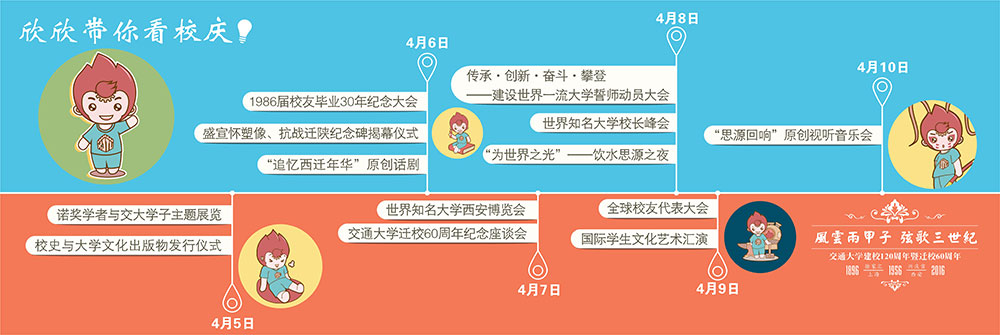 欣欣带你看校庆
4月6日
1986届校友毕业30年纪念大会
盛宣怀塑像、抗战迁陕纪念碑揭幕仪式
“追忆西迁年华”原创话剧
4月8日
传承·创新·奋斗·攀登
——建设世界一流大学誓师动员大会
世界知名大学校长峰会
“为世界之光”——饮水思源之夜
4月10日
“思源回响”原创视听音乐会
诺奖学者与交大学子主题展览
校史与大学文化出版物发行仪式
4月5日
世界知名大学西安博览会
交通大学迁校60周年纪念座谈会
4月7日
全球校友代表大会
国际学生文化艺术汇演
4月9日
風雲雨甲子 弦歌三世纪
交通大学建校120周年暨迁校60周年
1896 上海 1956 西安 2016